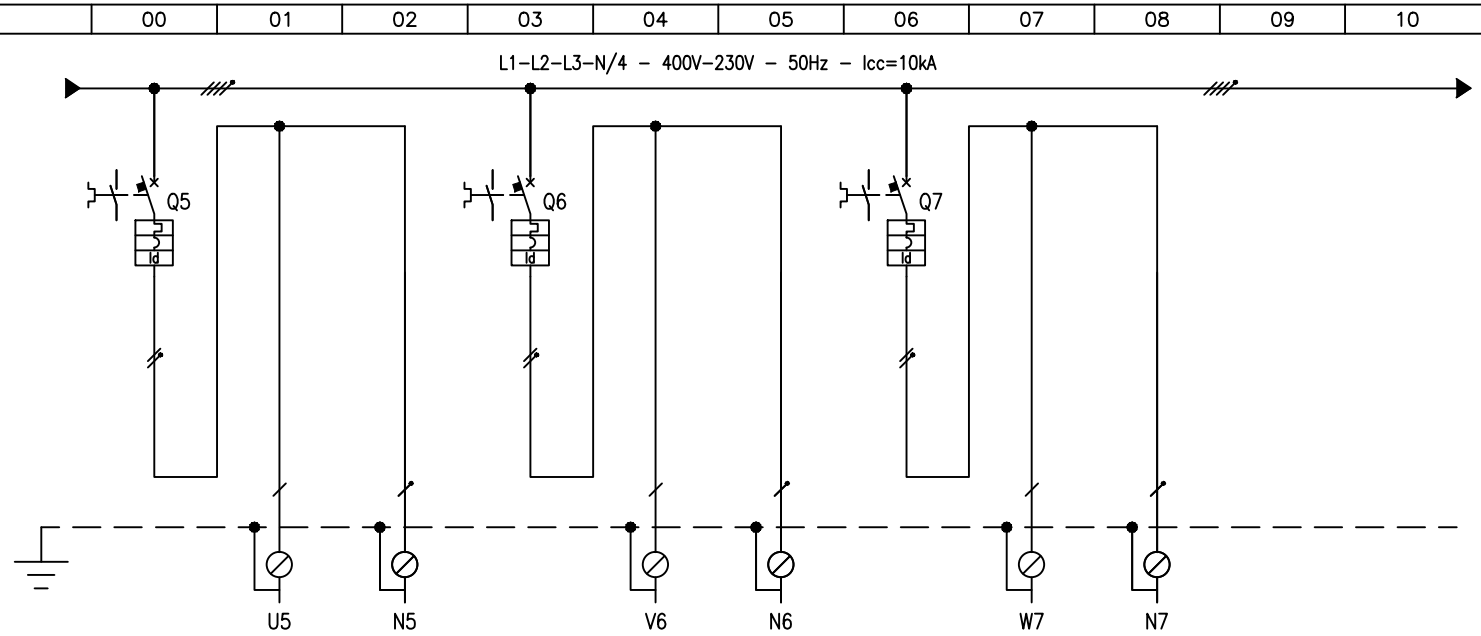 00 01 02 03 04 05 06 07 08 09 10
L1-L2-L3-N/4 - 400V-230V - 50Hz - Icc=10kA
Q5 Q6 Q7
Id Id Id
U5 N5 V6 N6 W7 N7